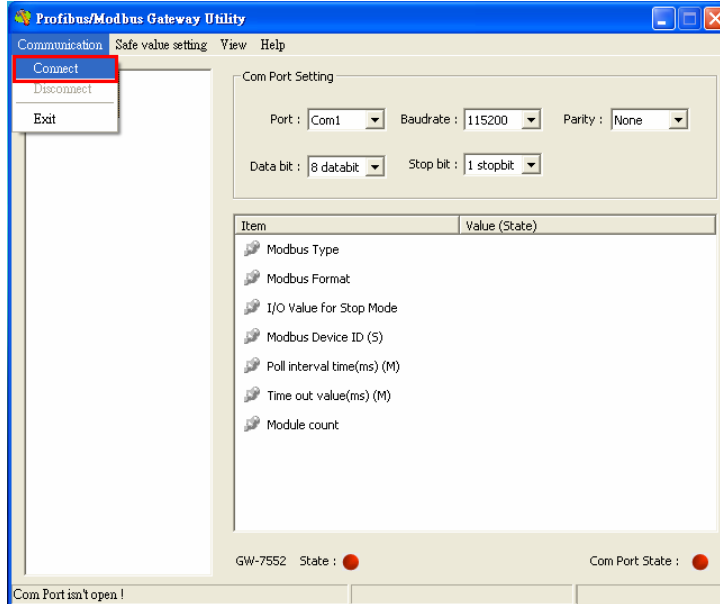 Profibus/Modbus Gateway Utility
Communication Safe value setting View Help
Connect
Disconnect
Exit
Com Port Setting
Port : Com1 Baudrate : 115200 Parity : None
Data bit : 8 databit Stop bit : 1 stopbit
Item Value (State)
Modbus Type
Modbus Format
I/O Value for Stop Mode
Modbus Device ID (S)
Poll interval time(ms) (M)
Time out value(ms) (M)
Module count
GW-7552 State : Com Port State :
Com Port isn't open !